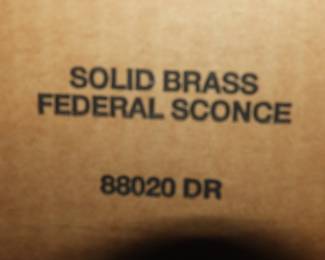 SOLID BRASS
FEDERAL SCONCE
88020 DR